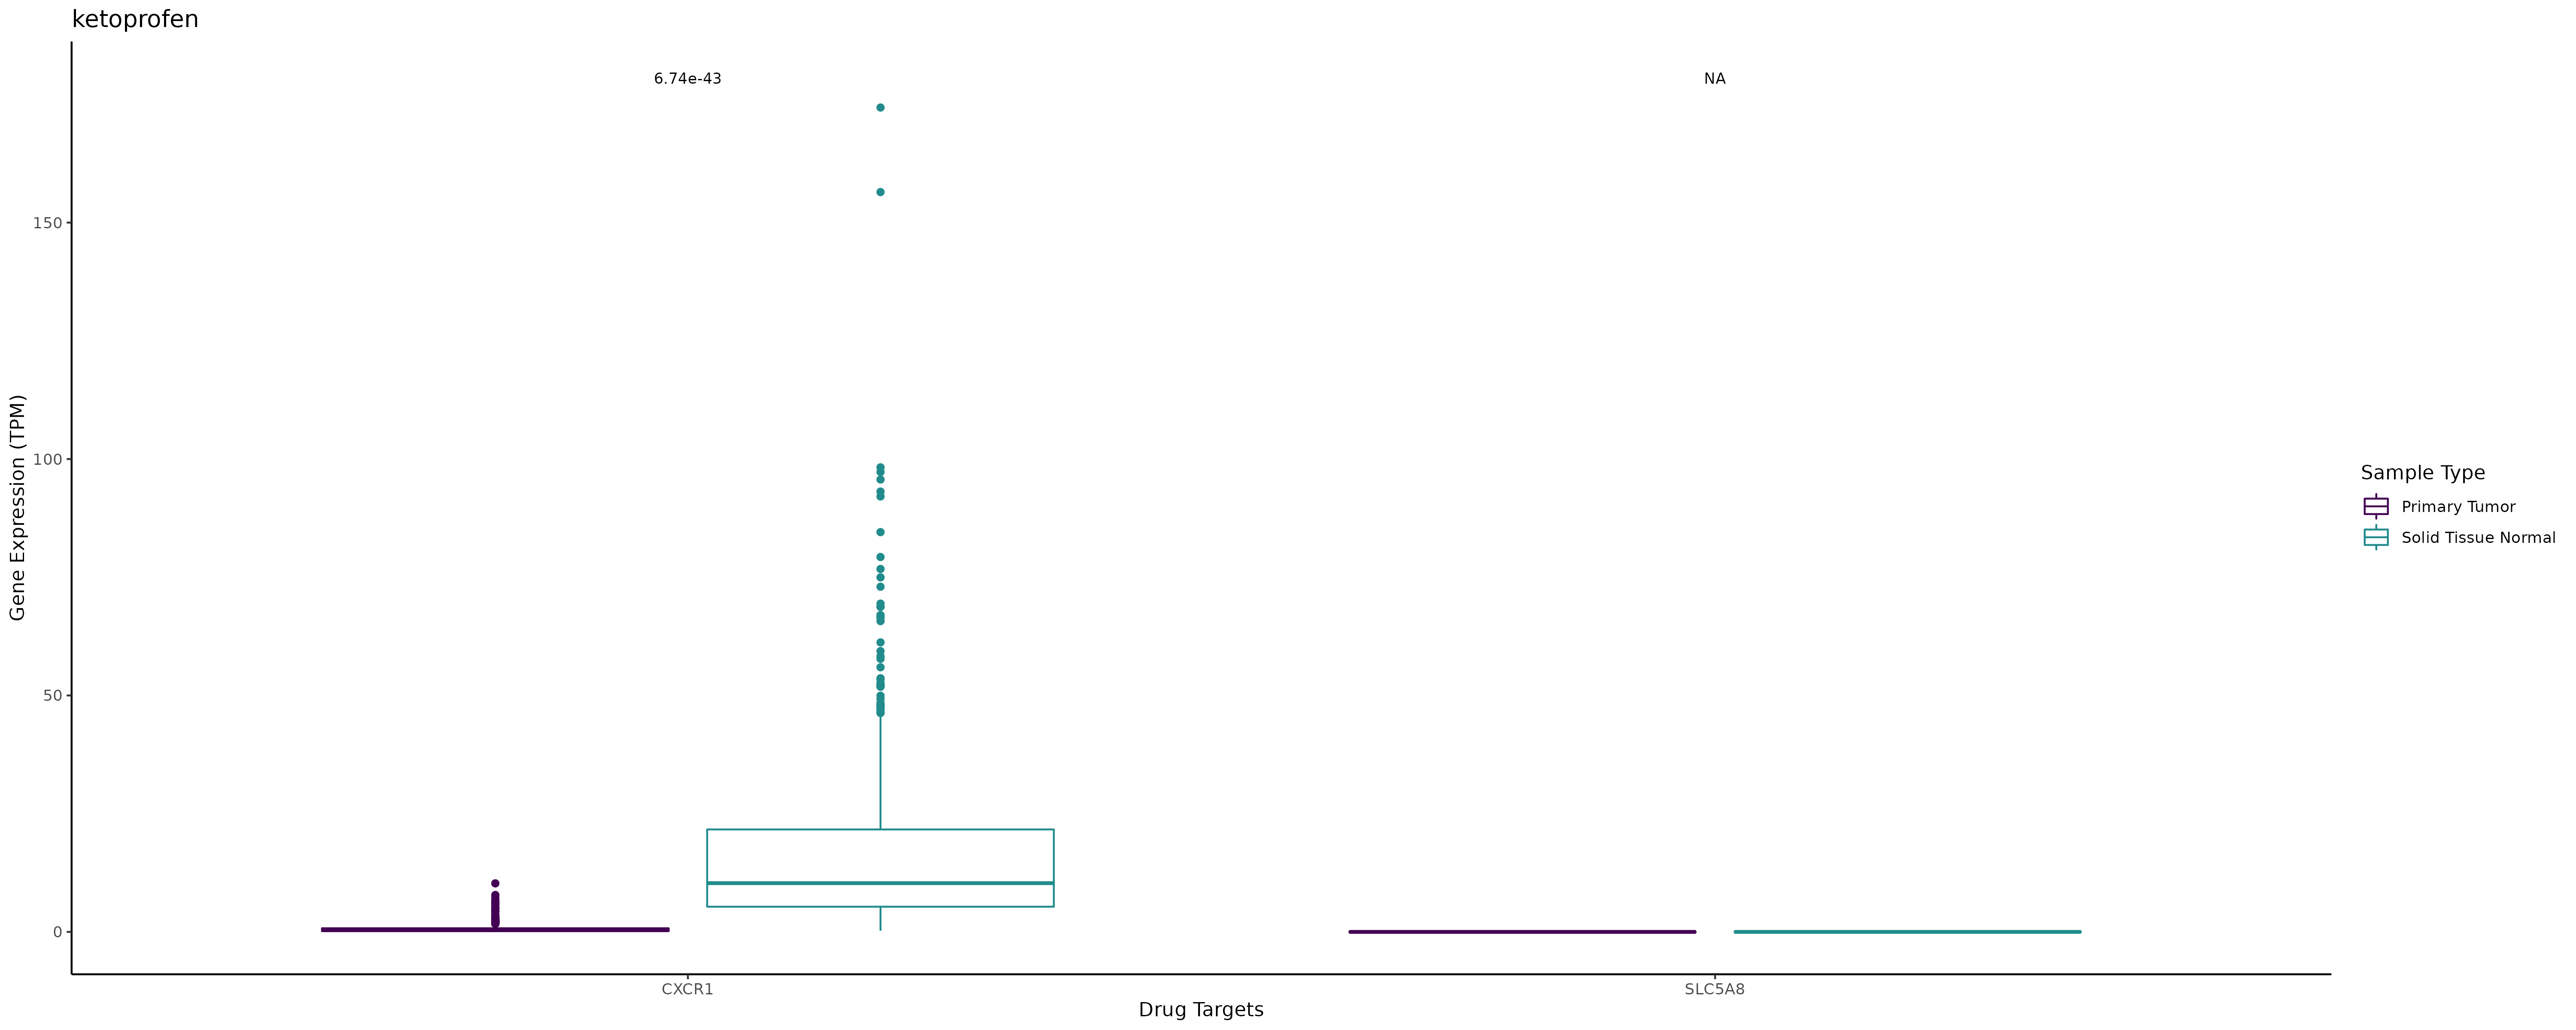 ketoprofen
6.74e-43
NA
150
100
50
0
Gene Expression (TPM)
CXCR1
SLC5A8
Drug Targets
Sample Type
Primary Tumor
Solid Tissue Normal